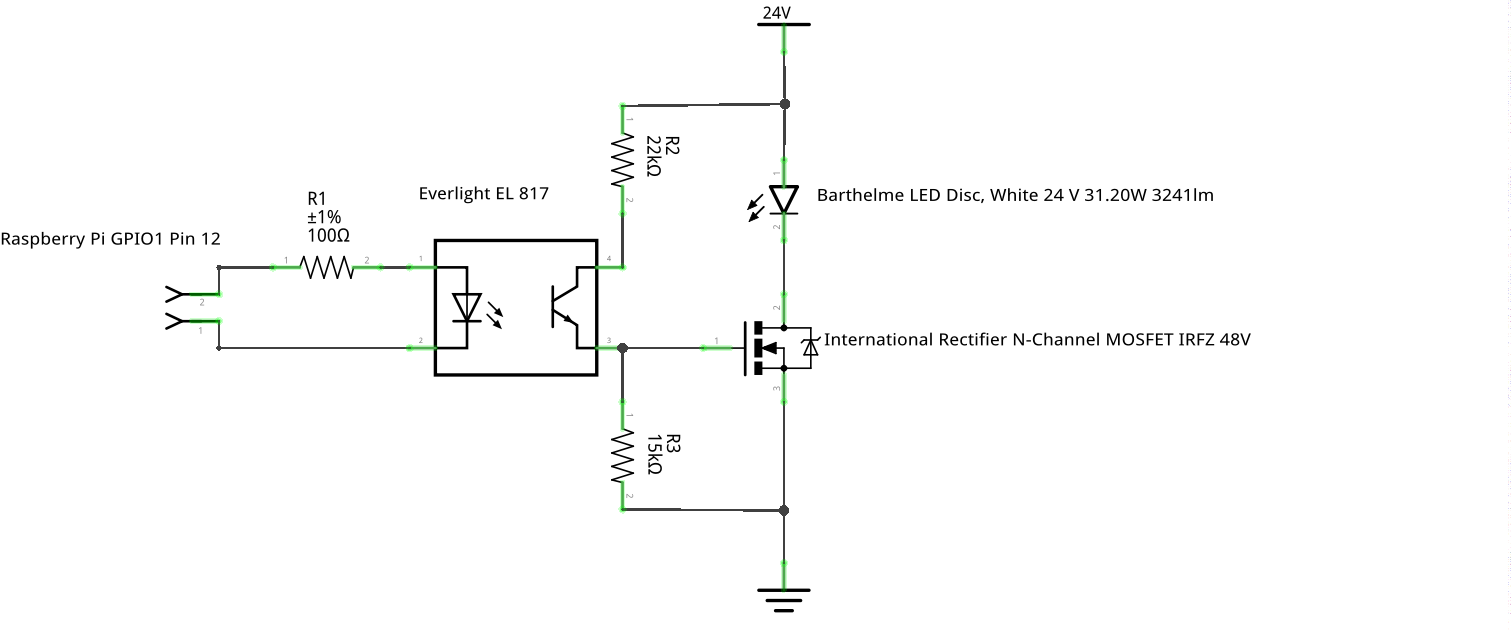 24V
R2
22kΩ
Everlight EL 817
Barthelme LED Disc, White 24 V 31.20W 3241lm
R1
±1%
100Ω
Raspberry Pi GPIO1 Pin 12
1
2
1
2
1
2
4
3
2
1
1
2
1
2
3
International Rectifier N-Channel MOSFET IRFZ 48V
R3
15kΩ
1
2